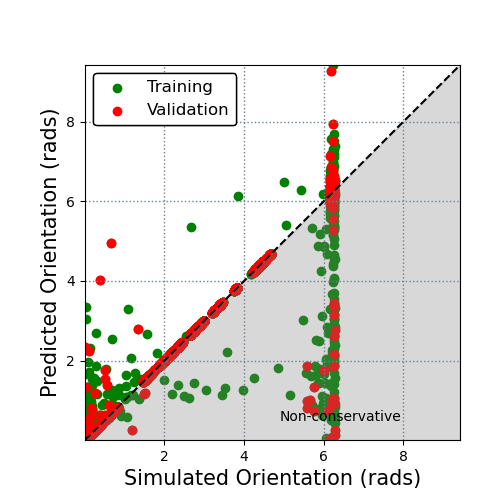 Training
Validation
8
6
4
2
Predicted Orientation (rads)
Non-conservative
2
4
6
8
Simulated Orientation (rads)